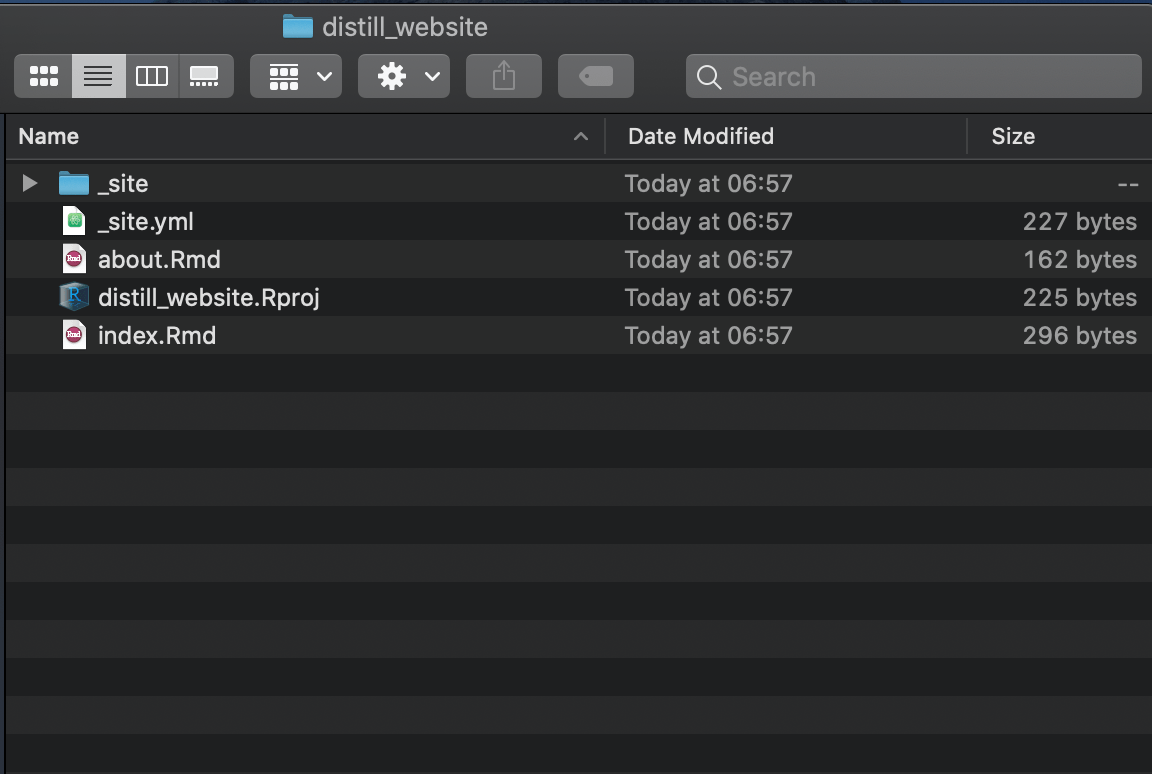 distill_website
Search
Name Date Modified Size
_site Today at 06:57 --
_site.yml Today at 06:57 227 bytes
Rmd about.Rmd Today at 06:57 162 bytes
R distill_website.Rproj Today at 06:57 225 bytes
Rmd index.Rmd Today at 06:57 296 bytes